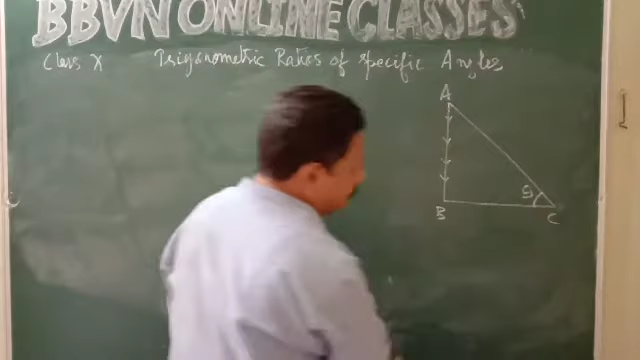 BBVN ONLINE CLASSES
Class X Trigonometric Ratios of specific Angles
A
B
C